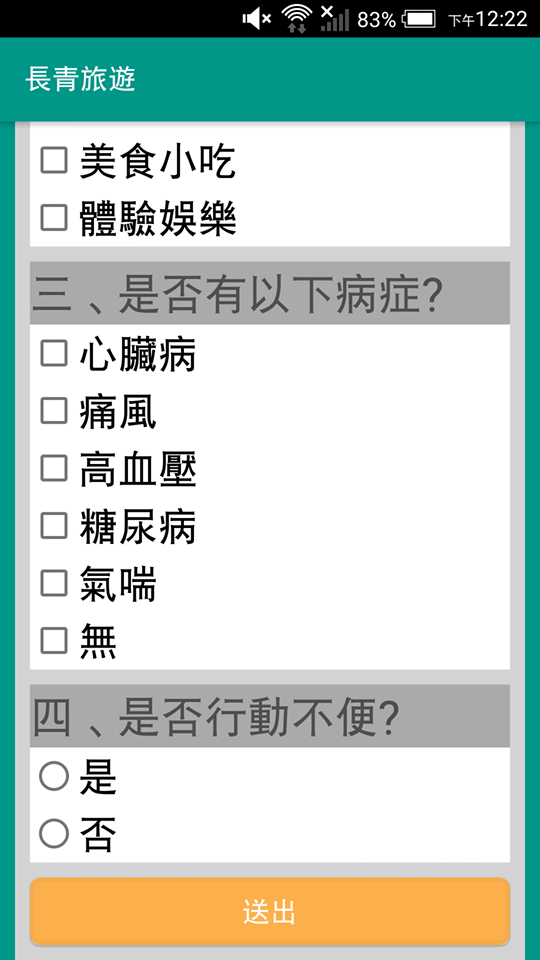 83% 下午12:22
長青旅遊
美食小吃
體驗娛樂
三、是否有以下病症?
心臟病
痛風
高血壓
糖尿病
氣喘
無
四、是否行動不便?
是
否
送出